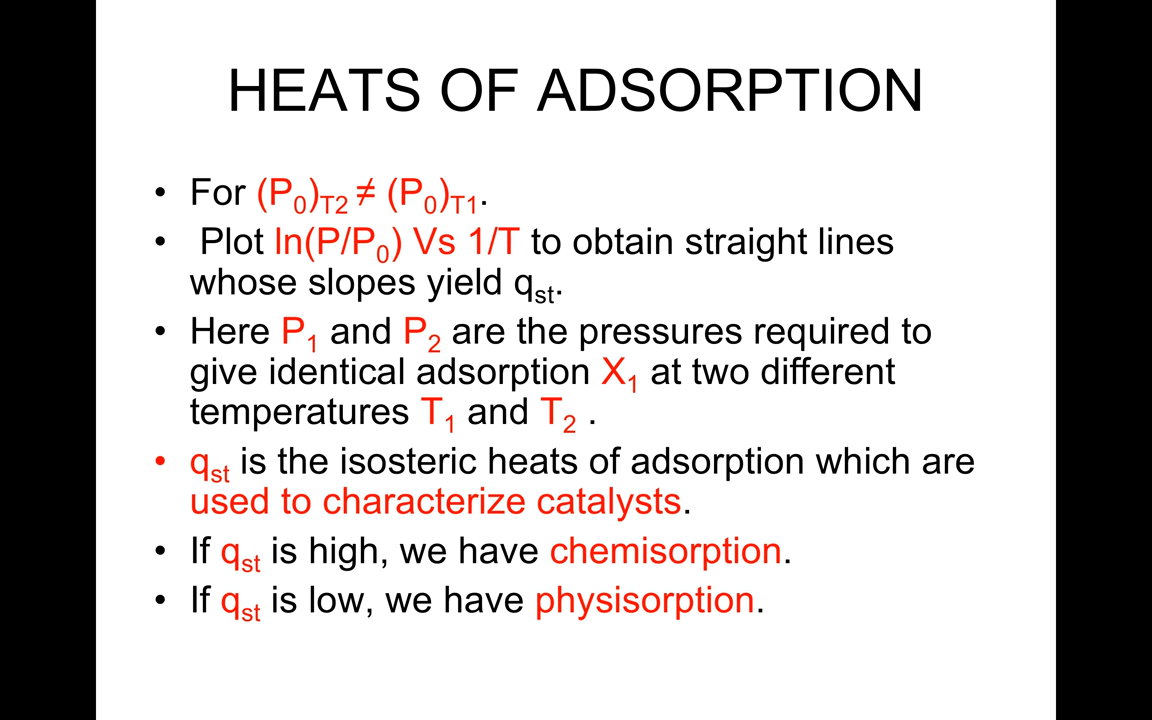 HEATS OF ADSORPTION
• For (P₀)T2 ≠ (P₀)T1.
• Plot ln(P/P₀) Vs 1/T to obtain straight lines
whose slopes yield qst.
• Here P₁ and P₂ are the pressures required to
give identical adsorption X₁ at two different
temperatures T₁ and T₂ .
• qst is the isosteric heats of adsorption which are
used to characterize catalysts.
• If qst is high, we have chemisorption.
• If qst is low, we have physisorption.